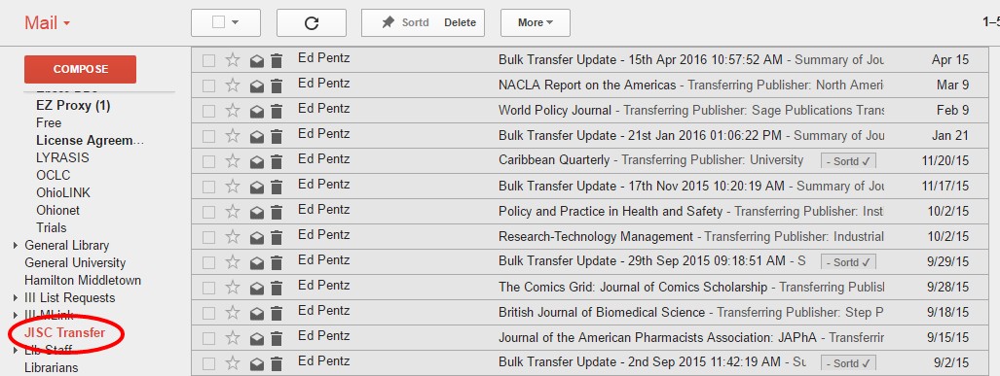 Mail
Sortd Delete
More
1–5
COMPOSE
EZ Proxy (1)
Free
License Agreem…
LYRASIS
OCLC
OhioLINK
Ohionet
Trials
General Library
General University
Hamilton Middletown
III List Requests
III-MLink
JISC Transfer
Lib Staff
Librarians
Ed Pentz Bulk Transfer Update - 15th Apr 2016 10:57:52 AM - Summary of Jou Apr 15
Ed Pentz NACLA Report on the Americas - Transferring Publisher: North Ameri Mar 9
Ed Pentz World Policy Journal - Transferring Publisher: Sage Publications Trans Feb 9
Ed Pentz Bulk Transfer Update - 21st Jan 2016 01:06:22 PM - Summary of Jou Jan 21
Ed Pentz Caribbean Quarterly - Transferring Publisher: University - Sortd ✓ 11/20/15
Ed Pentz Bulk Transfer Update - 17th Nov 2015 10:20:19 AM - Summary of Jou 11/17/15
Ed Pentz Policy and Practice in Health and Safety - Transferring Publisher: Inst 10/2/15
Ed Pentz Research-Technology Management - Transferring Publisher: Industrial 10/2/15
Ed Pentz Bulk Transfer Update - 29th Sep 2015 09:18:51 AM - S - Sortd ✓ 9/29/15
Ed Pentz The Comics Grid: Journal of Comics Scholarship - Transferring Publisl 9/28/15
Ed Pentz British Journal of Biomedical Science - Transferring Publisher: Step P 9/18/15
Ed Pentz Journal of the American Pharmacists Association: JAPhA - Transferrin 9/15/15
Ed Pentz Bulk Transfer Update - 2nd Sep 2015 11:42:19 AM - Su - Sortd ✓ 9/2/15